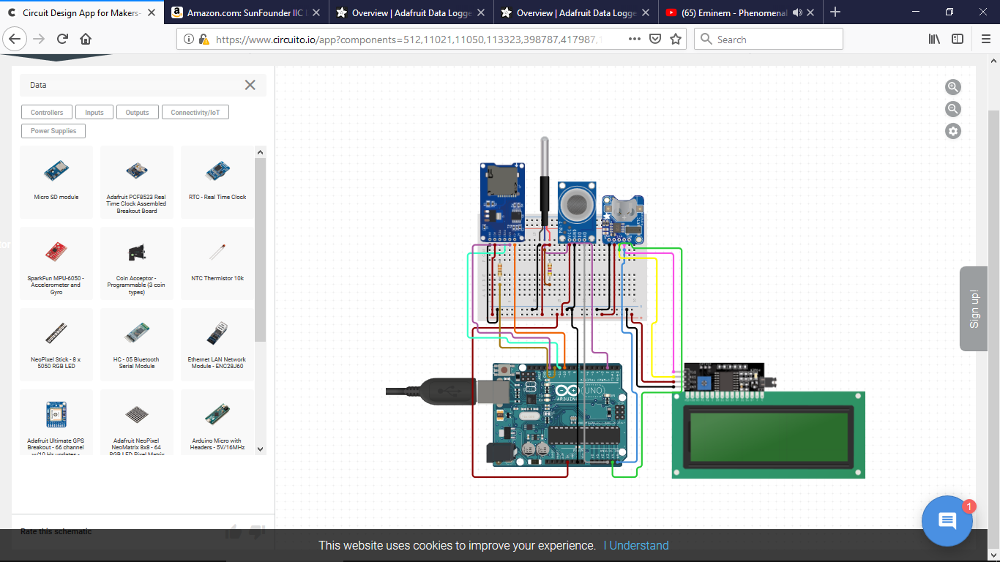 Circuit Design App for Makers-
Amazon.com: SunFounder IIC
Overview | Adafruit Data Logge
Overview | Adafruit Data Logge
(65) Eminem - Phenomenal
https://www.circuito.io/app?components=512,11021,11050,113323,398787,417987,
Search
Data
Controllers
Inputs
Outputs
Connectivity/IoT
Power Supplies
Micro SD module
Adafruit PCF8523 Real
Time Clock Assembled
Breakout Board
RTC - Real Time Clock
SparkFun MPU-6050 -
Accelerometer and
Gyro
Coin Acceptor -
Programmable (3 coin
types)
NTC Thermistor 10k
NeoPixel Stick - 8 x
5050 RGB LED
HC - 05 Bluetooth
Serial Module
Ethernet LAN Network
Module - ENC28J60
Adafruit Ultimate GPS
Breakout - 66 channel
w/10 Hz updates -
Adafruit NeoPixel
NeoMatrix 8x8 - 64
RGB LED Pixel Matrix
Arduino Micro with
Headers - 5V/16MHz
MQ-7
UNO
ARDUINO
Sign up!
1
Rate this schematic
This website uses cookies to improve your experience. I Understand